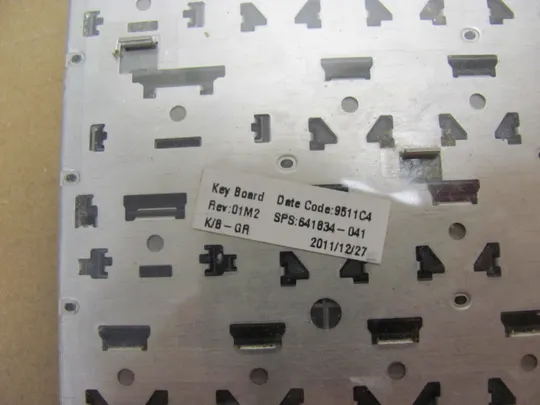 Key Board Date Code:9511C4
Rev:01M2 SPS:641834-041
K/B-GR 2011/12/27